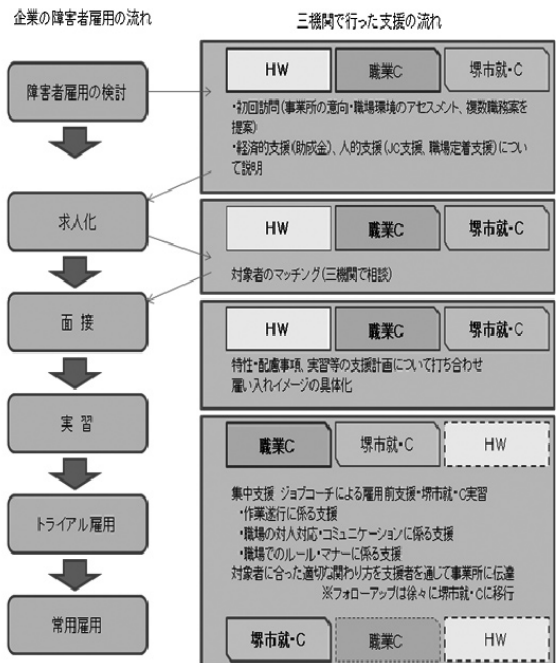 企業の障害者雇用の流れ
三機関で行った支援の流れ
障害者雇用の検討
求人化
面 接
実 習
トライアル雇用
常用雇用
HW
職業C
堺市就・C
・初回訪問(事業所の意向・職場環境のアセスメント、複数職務案を
提案)
・経済的支援(助成金)、人的支援(JC支援、職場定着支援)につい
て説明
HW
職業C
堺市就・C
対象者のマッチング(三機関で相談)
HW
職業C
堺市就・C
特性・配慮事項、実習等の支援計画について打ち合わせ
雇い入れイメージの具体化
職業C
堺市就・C
HW
集中支援 ジョブコーチによる雇用前支援・堺市就・C実習
・作業遂行に係る支援
・職場の対人対応・コミュニケーションに係る支援
・職場でのルール・マナーに係る支援
対象者に合った適切な関わり方を支援者を通じて事業所に伝達
※フォローアップは徐々に堺市就・Cに移行
堺市就・C
職業C
HW